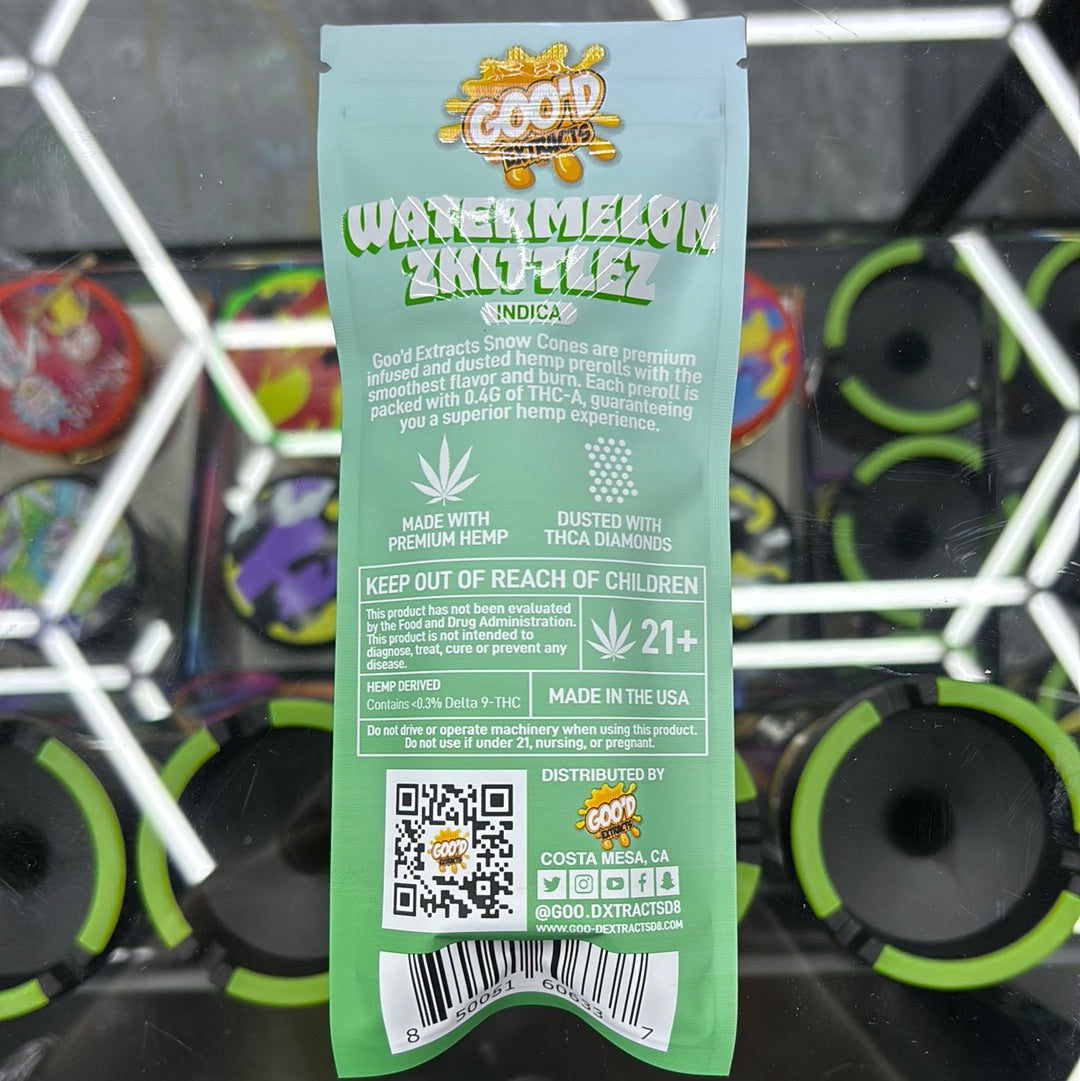 GOO'D
EXTRACTS
WATERMELON
ZKITTLEZ
INDICA
Goo'd Extracts Snow Cones are premium
infused and dusted hemp prerolls with the
smoothest flavor and burn. Each preroll is
packed with 0.4G of THC-A, guaranteeing
you a superior hemp experience.
MADE WITH
PREMIUM HEMP
DUSTED WITH
THCA DIAMONDS
KEEP OUT OF REACH OF CHILDREN
This product has not been evaluated
by the Food and Drug Administration.
This product is not intended to
diagnose, treat, cure or prevent any
disease.
21+
HEMP DERIVED
Contains <0.3% Delta 9-THC
MADE IN THE USA
Do not drive or operate machinery when using this product.
Do not use if under 21, nursing, or pregnant.
GOO'D
EXTRACTS
DISTRIBUTED BY
GOO'D
EXTRACTS
COSTA MESA, CA
@GOO.DXTRACTSD8
WWW.GOO-DEXTRACTSD8.COM
8 50051 60633 7